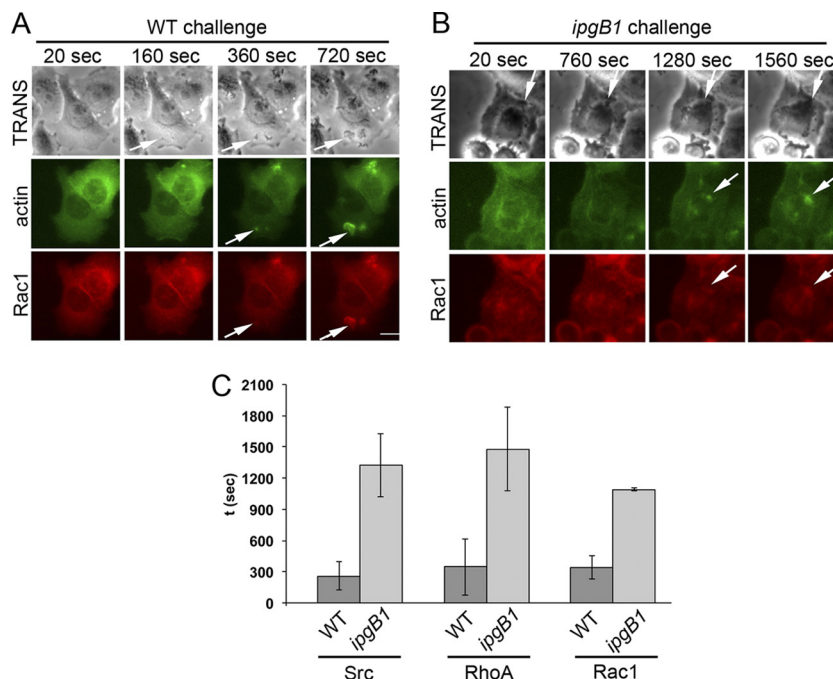 A
WT challenge
20 sec 160 sec 360 sec 720 sec
TRANS
actin
Rac1
B
ipgB1 challenge
20 sec 760 sec 1280 sec 1560 sec
TRANS
actin
Rac1
C
t (sec)
2100
1800
1500
1200
900
600
300
0
WT ipgB1 WT ipgB1 WT ipgB1
Src RhoA Rac1